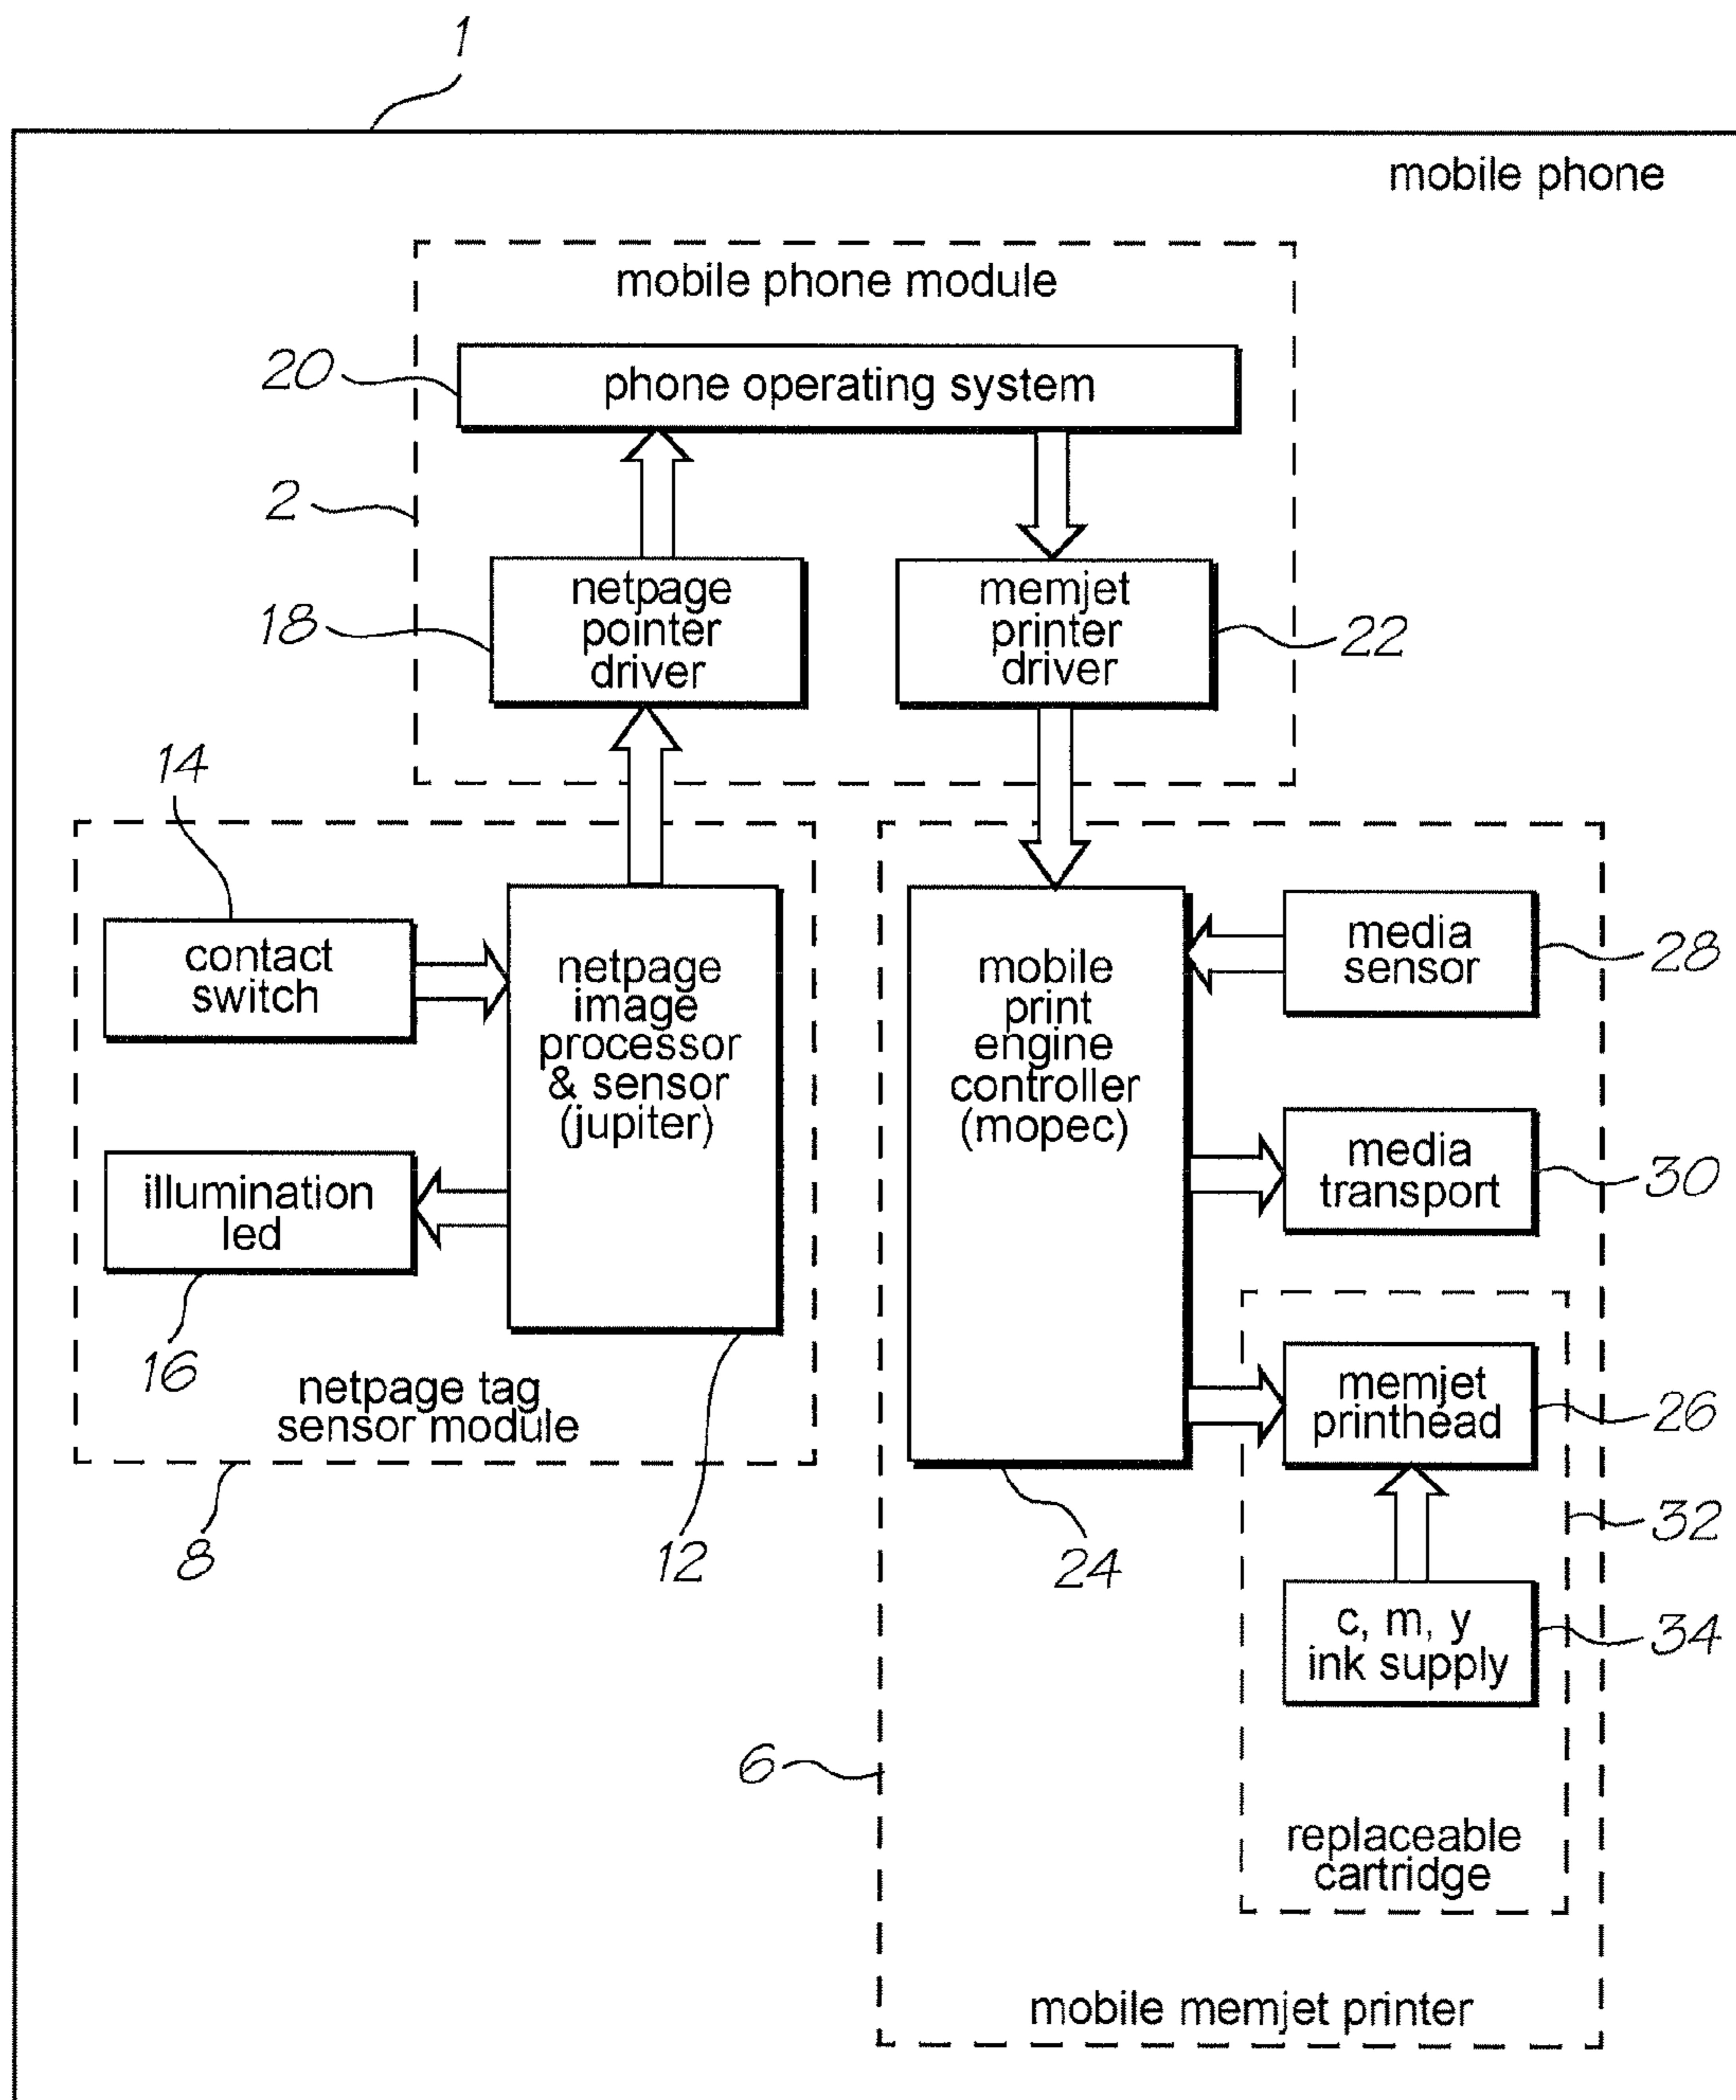 1
mobile phone
mobile phone module
20
phone operating system
2
netpage
pointer
driver
18
memjet
printer
driver
22
14
contact
switch
netpage
image
processor
& sensor
(jupiter)
illumination
led
16
netpage tag
sensor module
8
12
mobile
print
engine
controller
(mopec)
24
media
sensor
28
media
transport
30
memjet
printhead
26
32
c, m, y
ink supply
34
6
replaceable
cartridge
mobile memjet printer